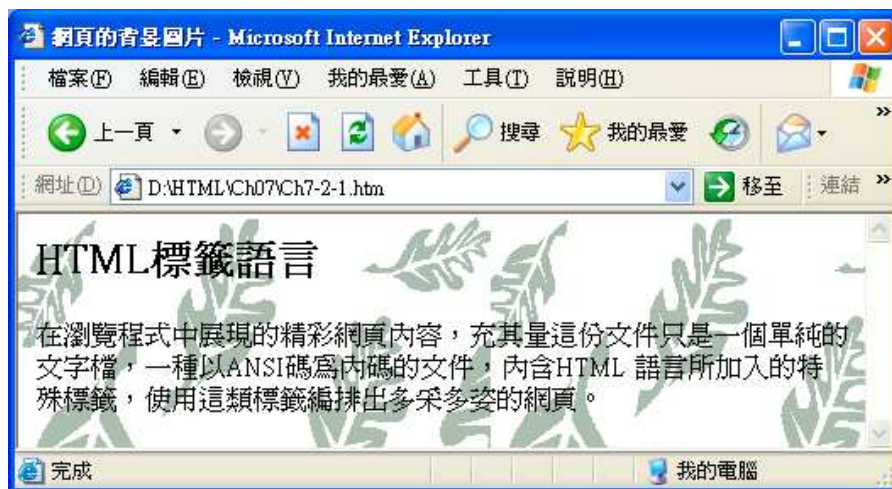 網頁的背景圖片 - Microsoft Internet Explorer
檔案(F) 編輯(E) 檢視(V) 我的最愛(A) 工具(T) 說明(H)
上一頁 搜尋 我的最愛 »
網址(D) D:\HTML\Ch07\Ch7-2-1.htm 移至 連結 »
HTML標籤語言
在瀏覽程式中展現的精彩網頁內容，充其量這份文件只是一個單純的
文字檔，一種以ANSI碼為內碼的文件，內含HTML 語言所加入的特
殊標籤，使用這類標籤編排出多采多姿的網頁。
完成 我的電腦